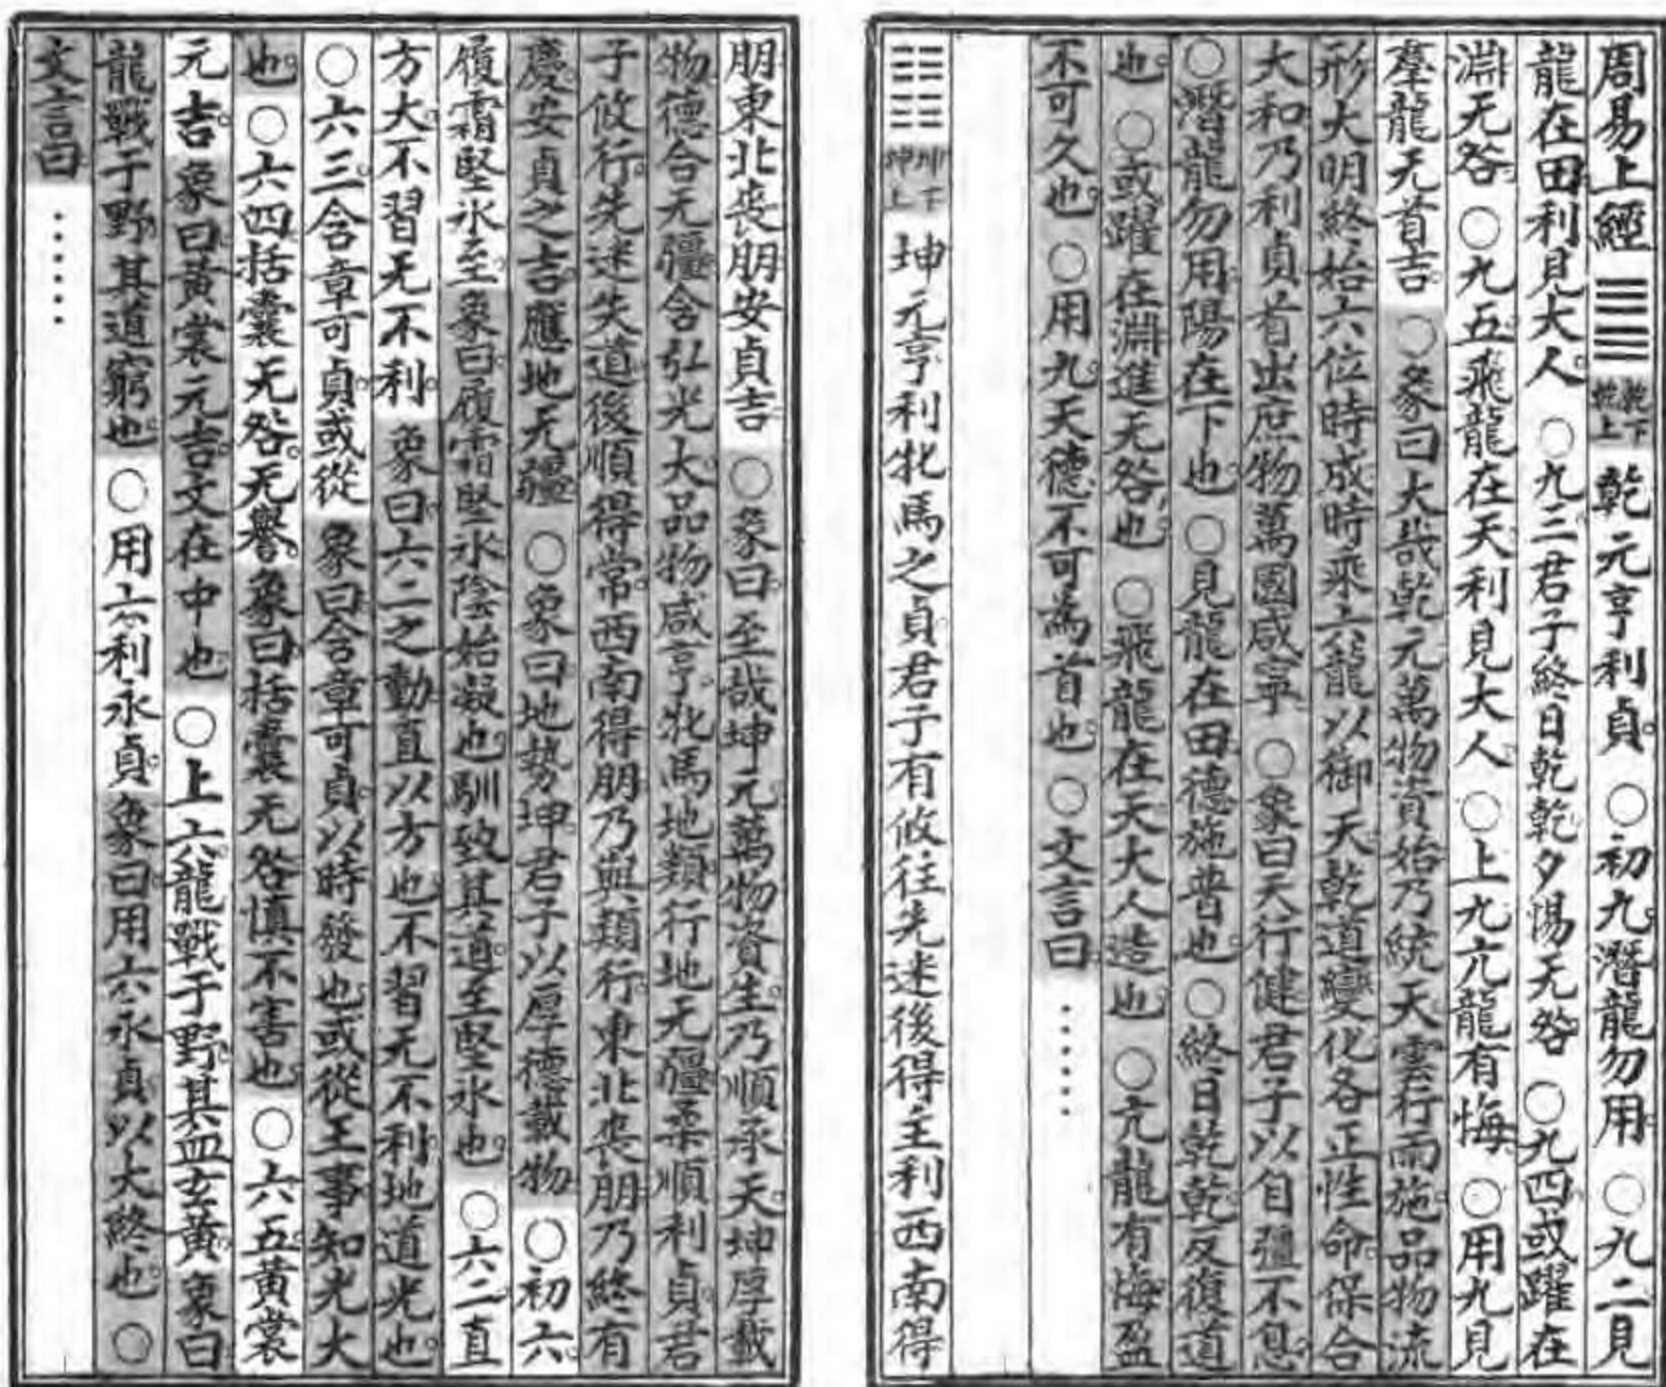 周易上經 ䷀ 乾下乾上 乾元亨利貞。○初九潛龍勿用。○九二見
龍在田利見大人。○九三君子終日乾乾夕惕无咎。○九四或躍在
淵无咎。○九五飛龍在天利見大人。○上九亢龍有悔。○用九見
羣龍无首吉。○彖曰大哉乾元萬物資始乃統天雲行雨施品物流
形大明終始六位時成時乘六龍以御天乾道變化各正性命。保合
大和乃利貞首出庶物萬國咸寧○象曰天行健君子以自彊不息。
○潛龍勿用陽在下也。○見龍在田德施普也。○終日乾乾反復道
也。○或躍在淵進无咎也。○飛龍在天大人造也。○亢龍有悔盈
不可久也。○用九天德不可為首也。○文言曰……
䷁ 坤下坤上 坤元亨利牝馬之貞君子有攸往先迷後得主利西南得
朋東北喪朋安貞吉。○彖曰。至哉坤元萬物資生乃順承天。坤厚載
物。德合无疆含弘光大。品物咸亨。牝馬地類行地无疆柔順利貞君
子攸行。先迷失道後順得常。西南得朋乃與類行。東北喪朋乃終有
慶。安貞之吉應地无疆○象曰地勢坤。君子以厚德載物○初六
履霜堅氷至。象曰。履霜堅氷陰始凝也馴致其道。至堅氷也。○六二直
方大。不習无不利。象曰。六二之動直以方也不習无不利。地道光也。
○六三含章可貞或從象曰含章可貞。以時發也。或從王事知光大
也。○六四括囊无咎。无譽。象曰括囊无咎慎不害也。○六五黃裳
元吉。象曰黃裳元吉。文在中也。○上六龍戰于野其血玄黃。象曰
龍戰于野其道窮也。○用六利永貞。象曰用六永貞以大終也。○
文言曰……